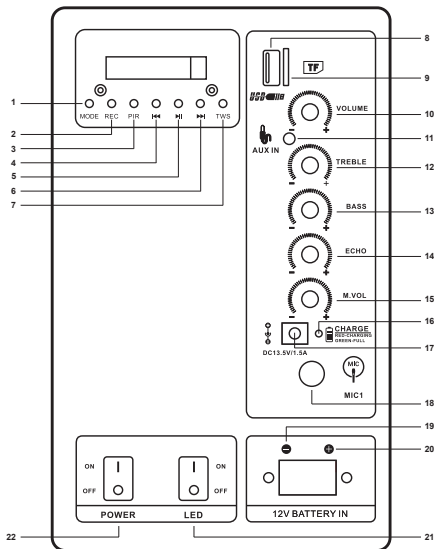 8
TF
9
USB
VOLUME
10
1
MODE REC PIR TWS
2
11
3
AUX IN
4
TREBLE
12
5
6
BASS
13
7
ECHO
14
M.VOL
15
16
CHARGE
RED-CHARGING
GREEN-FULL
17
DC13.5V/1.5A
MIC
MIC1
18
19
20
ON
ON
OFF
OFF
POWER
LED
12V BATTERY IN
22
21